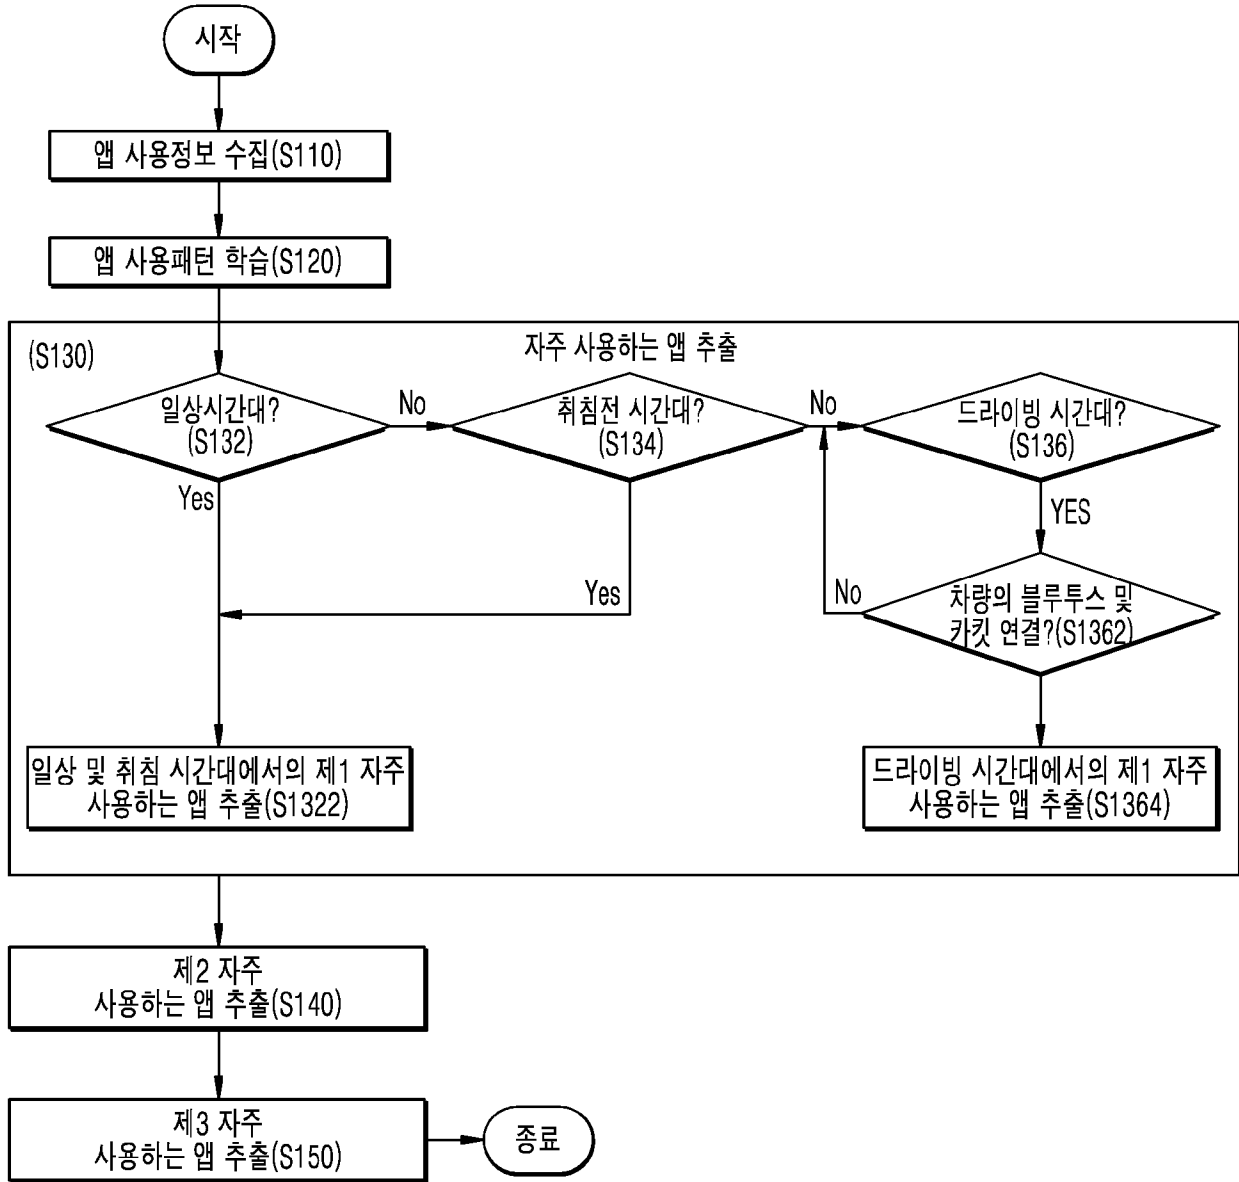 시작
앱 사용정보 수집(S110)
앱 사용패턴 학습(S120)
(S130)
자주 사용하는 앱 추출
일상시간대?
(S132)
No
취침전 시간대?
(S134)
No
드라이빙 시간대?
(S136)
Yes
YES
Yes
No
차량의 블루투스 및
카킷 연결?(S1362)
일상 및 취침 시간대에서의 제1 자주
사용하는 앱 추출(S1322)
드라이빙 시간대에서의 제1 자주
사용하는 앱 추출(S1364)
제2 자주
사용하는 앱 추출(S140)
제3 자주
사용하는 앱 추출(S150)
종료